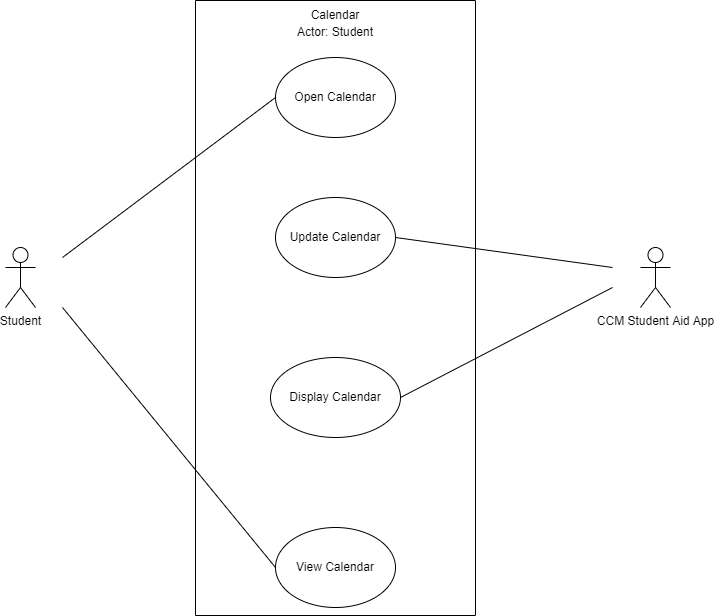 Calendar
Actor: Student
Open Calendar
Update Calendar
Student
CCM Student Aid App
Display Calendar
View Calendar